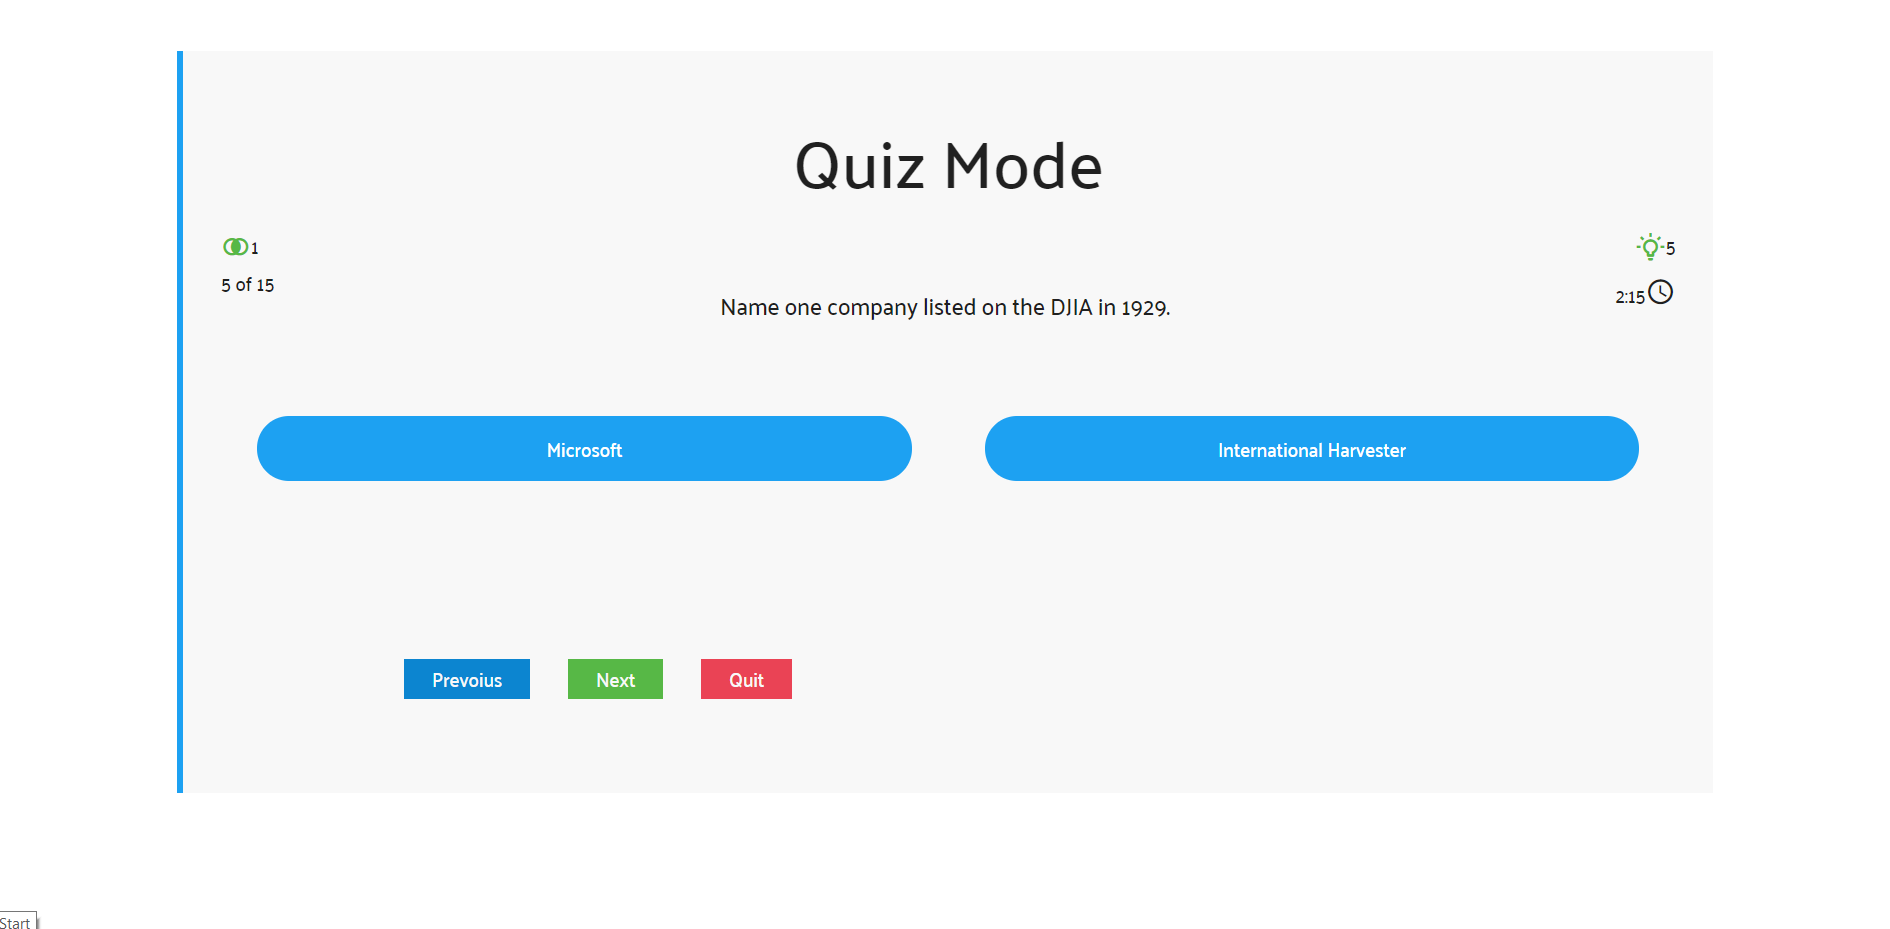 Quiz Mode
1
5
5 of 15
2:15
Name one company listed on the DJIA in 1929.
Microsoft
International Harvester
Prevoius
Next
Quit
Start